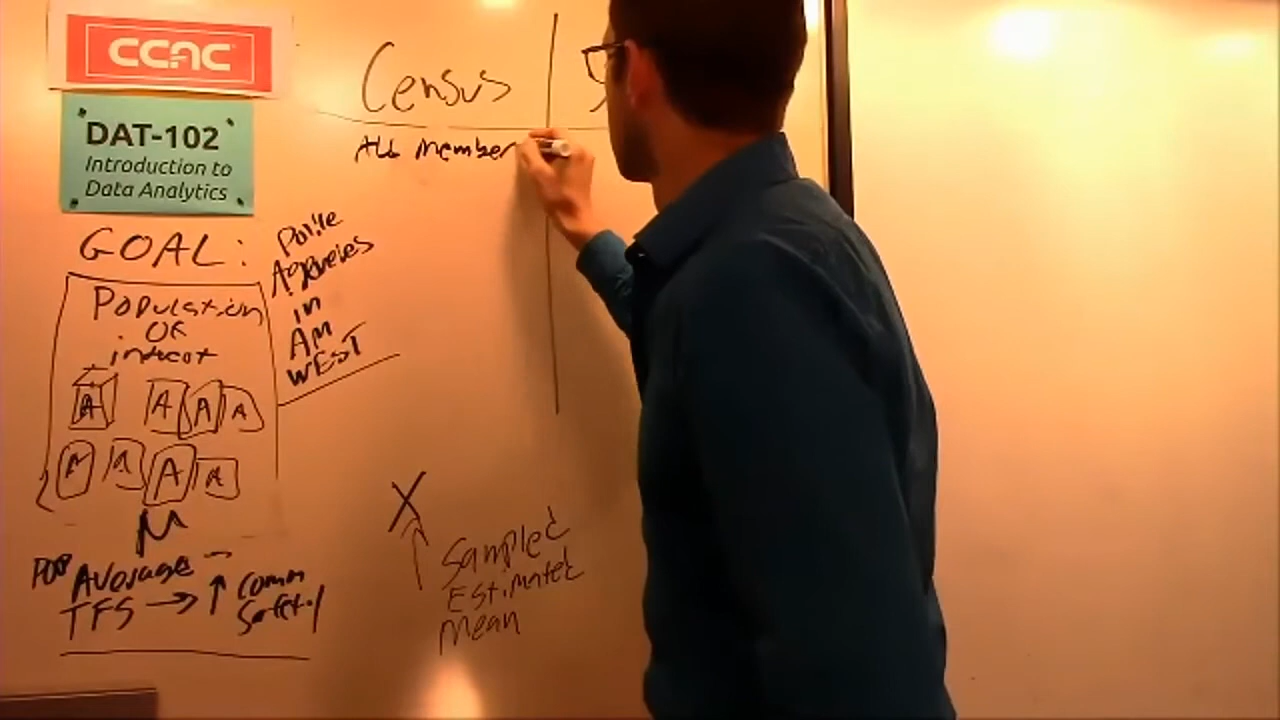 CCAC
DAT-102
Introduction to
Data Analytics
GOAL:
Population
OF
interest
A A A A
A A A A
M
POP Average
TFS → ↑ Comm
Police
Agencies
in
AM
WEST
Census
S
ALL Member
X
Sampled
Estimated
Mean